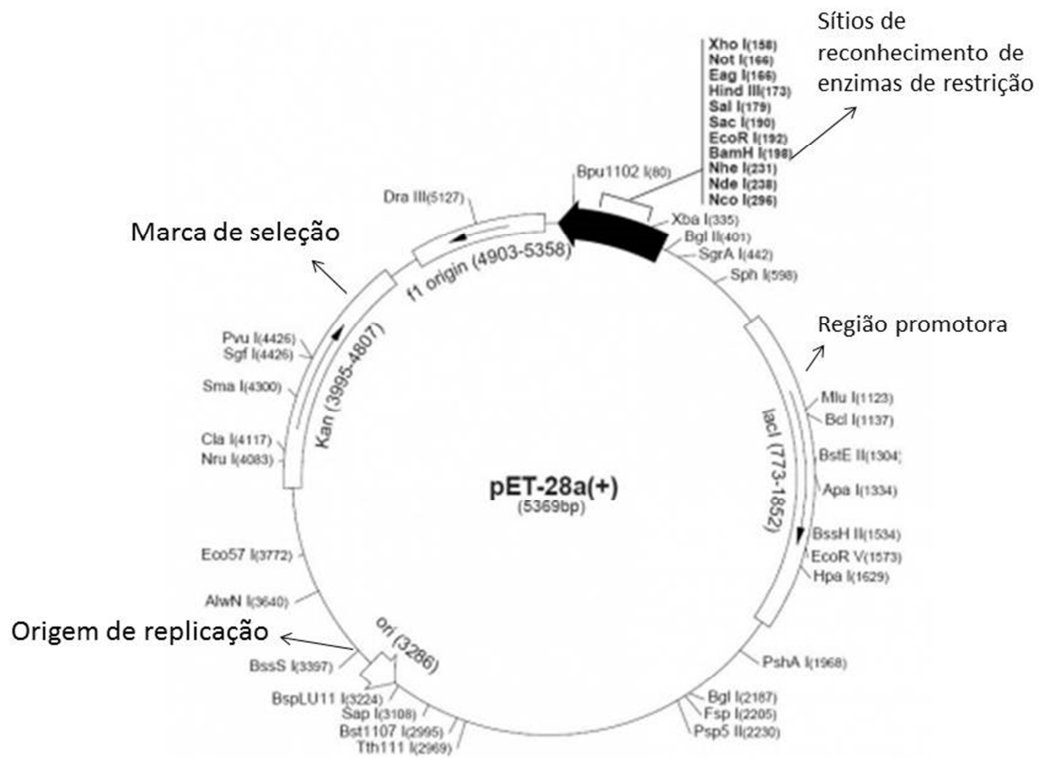 Sítios de
reconhecimento de
enzimas de restrição
Xho I(158)
Not I(166)
Eag I(166)
Hind III(173)
Sal I(179)
Sac I(190)
EcoR I(192)
BamH I(198)
Nhe I(231)
Nde I(238)
Nco I(296)
Bpu1102 I(80)
Dra III(5127)
Xba I(335)
Bgl II(401)
SgrA I(442)
Sph I(598)
Marca de seleção
f1 origin (4903-5358)
Região promotora
Pvu I(4426)
Sgf I(4426)
Sma I(4300)
Kan (3995-4807)
Cla I(4117)
Nru I(4083)
Mlu I(1123)
Bcl I(1137)
lacI (773-1852)
BstE II(1304)
Apa I(1334)
pET-28a(+)
(5369bp)
BssH II(1534)
EcoR V(1573)
Hpa I(1629)
Eco57 I(3772)
AlwN I(3640)
Origem de replicação
ori (3286)
BssS I(3397)
PshA I(1968)
BspLU11 I(3224)
Sap I(3108)
Bst1107 I(2995)
Tth111 I(2969)
Bgl I(2187)
Fsp I(2205)
Psp5 II(2230)